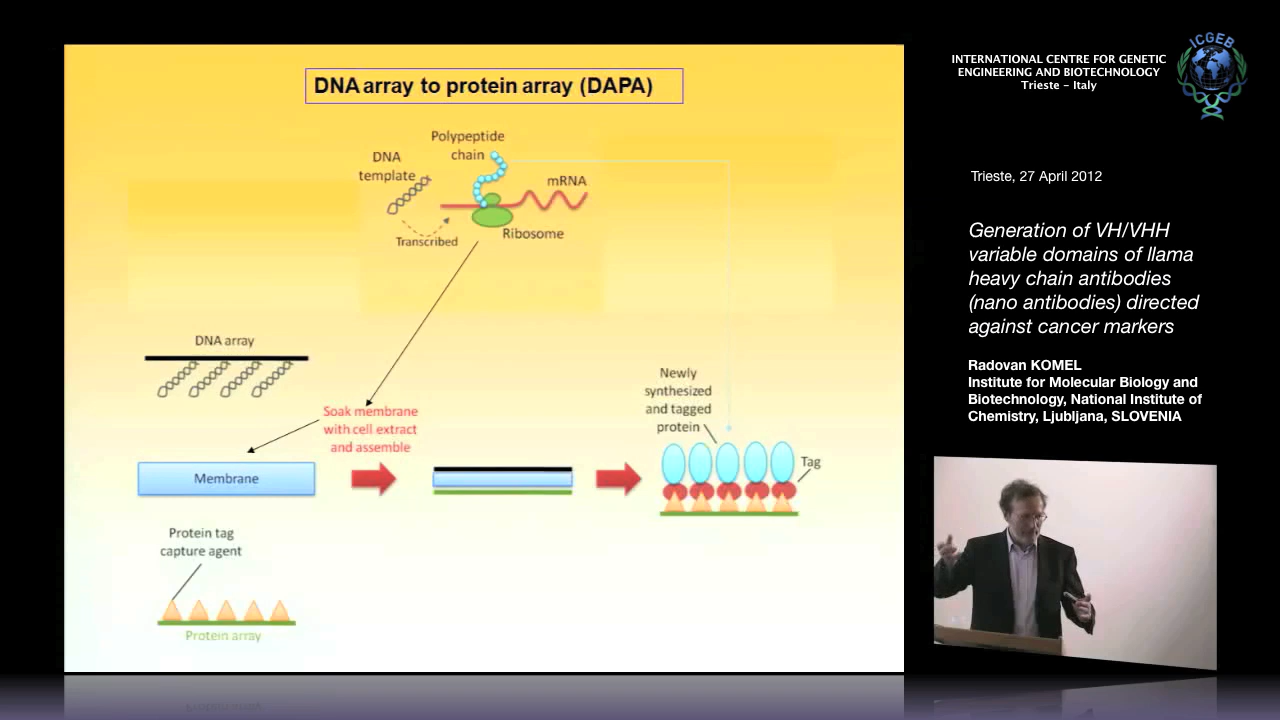 DNA array to protein array (DAPA)
Polypeptide
chain
DNA
template
mRNA
Transcribed
Ribosome
DNA array
Soak membrane
with cell extract
and assemble
Newly
synthesized
and tagged
protein
Tag
Membrane
Protein tag
capture agent
Protein array
INTERNATIONAL CENTRE FOR GENETIC
ENGINEERING AND BIOTECHNOLOGY
Trieste - Italy
ICGEB
Trieste, 27 April 2012
Generation of VH/VHH
variable domains of llama
heavy chain antibodies
(nano antibodies) directed
against cancer markers
Radovan KOMEL
Institute for Molecular Biology and
Biotechnology, National Institute of
Chemistry, Ljubljana, SLOVENIA